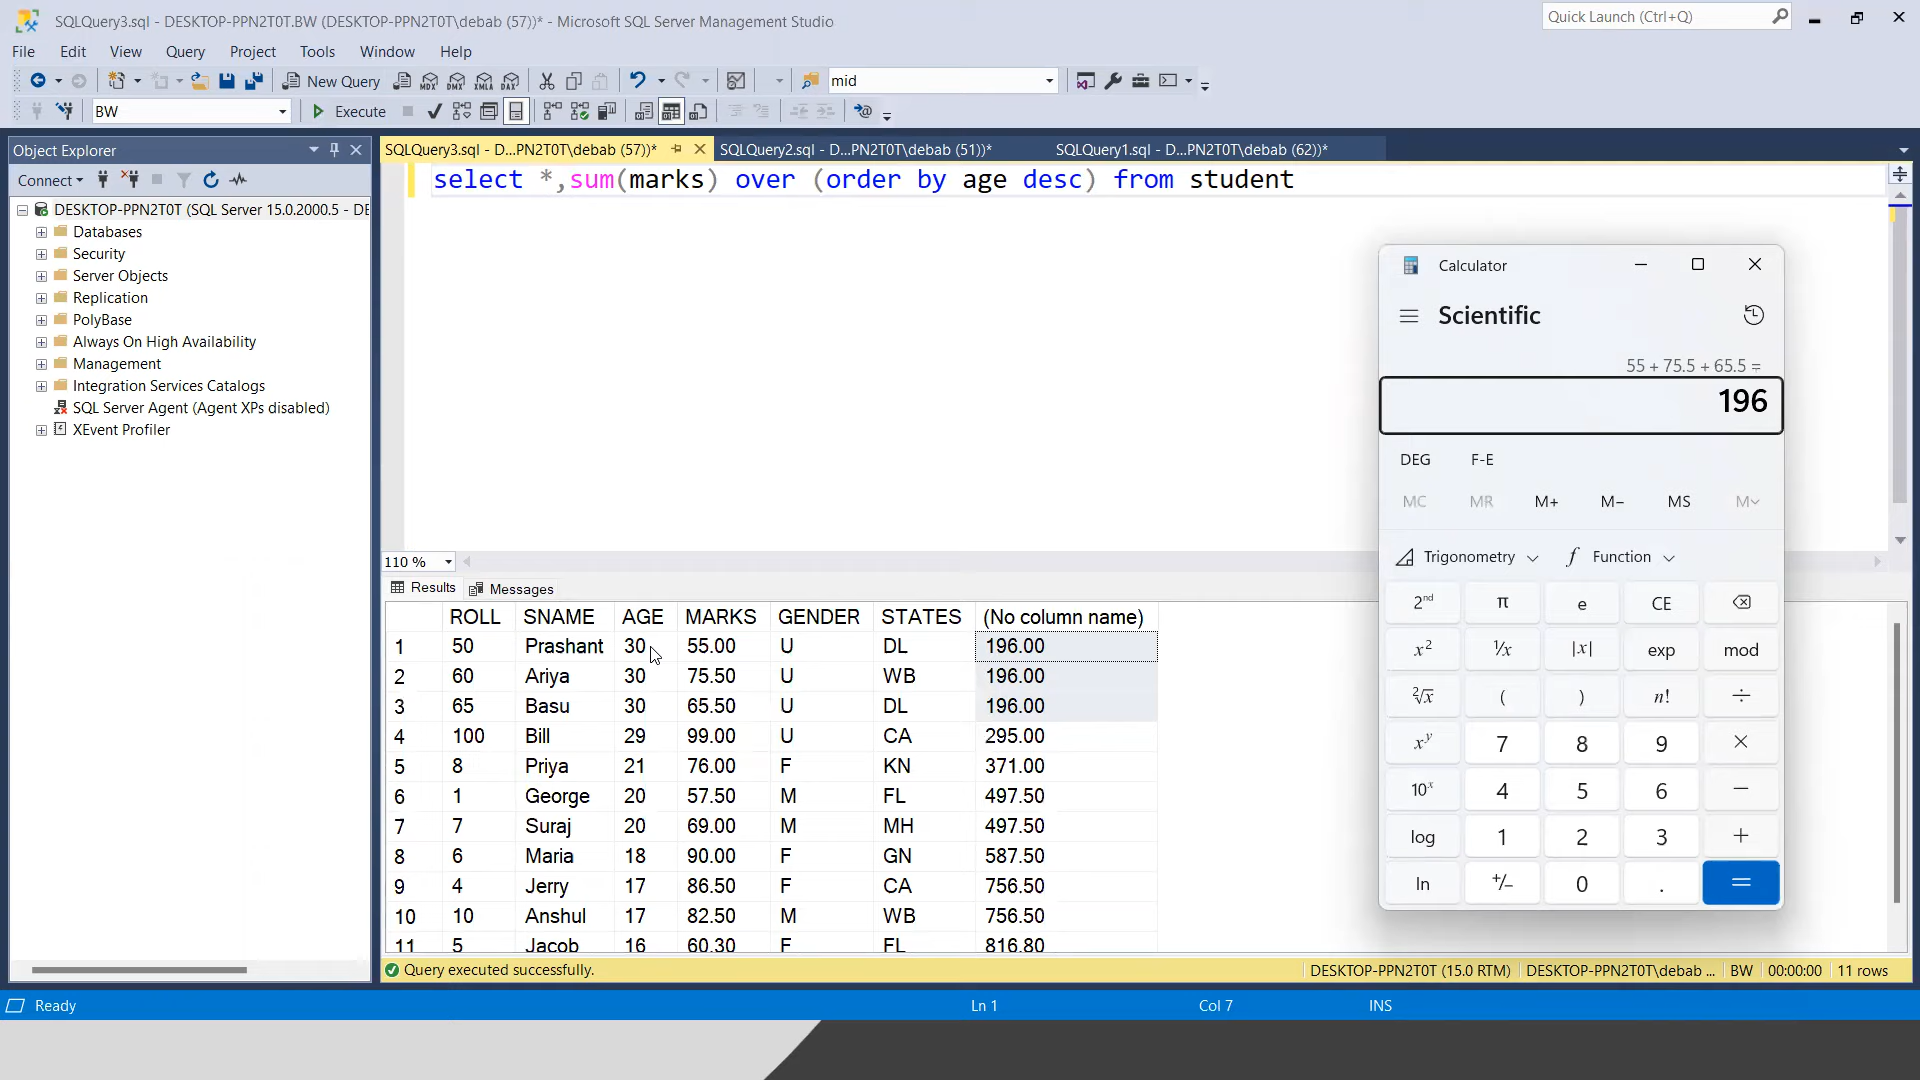 SQLQuery3.sql - DESKTOP-PPN2T0T.BW (DESKTOP-PPN2T0T\debab (57))* - Microsoft SQL Server Management Studio
Quick Launch (Ctrl+Q)
File Edit View Query Project Tools Window Help
New Query MDX DMX XMLA DAX mid
BW Execute
Object Explorer
SQLQuery3.sql - D...PN2T0T\debab (57))* SQLQuery2.sql - D...PN2T0T\debab (51))* SQLQuery1.sql - D...PN2T0T\debab (62))*
Connect
select *,sum(marks) over (order by age desc) from student
DESKTOP-PPN2T0T (SQL Server 15.0.2000.5 - DE
Databases
Security
Server Objects
Replication
PolyBase
Always On High Availability
Management
Integration Services Catalogs
SQL Server Agent (Agent XPs disabled)
XEvent Profiler
Calculator
Scientific
55 + 75.5 + 65.5 =
196
DEG F-E
MC MR M+ M− MS M
Trigonometry f Function
2nd π e CE
x2 1/x |x| exp mod
2√x ( ) n! ÷
xy 7 8 9 ×
10x 4 5 6 −
log 1 2 3 +
ln +/− 0 . =
110 %
Results Messages
ROLL SNAME AGE MARKS GENDER STATES (No column name)
1 50 Prashant 30 55.00 U DL 196.00
2 60 Ariya 30 75.50 U WB 196.00
3 65 Basu 30 65.50 U DL 196.00
4 100 Bill 29 99.00 U CA 295.00
5 8 Priya 21 76.00 F KN 371.00
6 1 George 20 57.50 M FL 497.50
7 7 Suraj 20 69.00 M MH 497.50
8 6 Maria 18 90.00 F GN 587.50
9 4 Jerry 17 86.50 F CA 756.50
10 10 Anshul 17 82.50 M WB 756.50
11 5 Jacob 16 60.30 F FL 816.80
Query executed successfully. DESKTOP-PPN2T0T (15.0 RTM) DESKTOP-PPN2T0T\debab ... BW 00:00:00 11 rows
Ready Ln 1 Col 7 INS